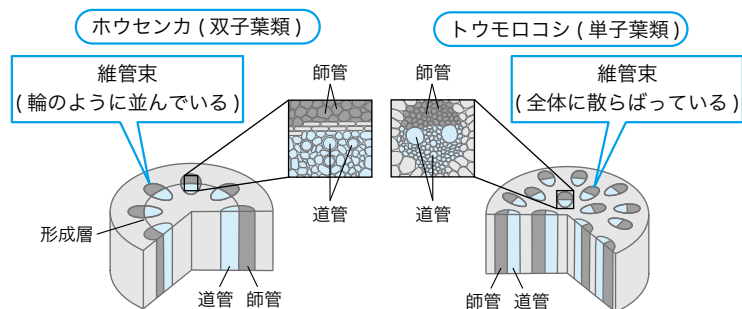 ホウセンカ ( 双子葉類 )
維管束
( 輪のように並んでいる )
師管
道管
形成層
道管 師管
トウモロコシ ( 単子葉類 )
師管
維管束
( 全体に散らばっている )
道管
師管 道管